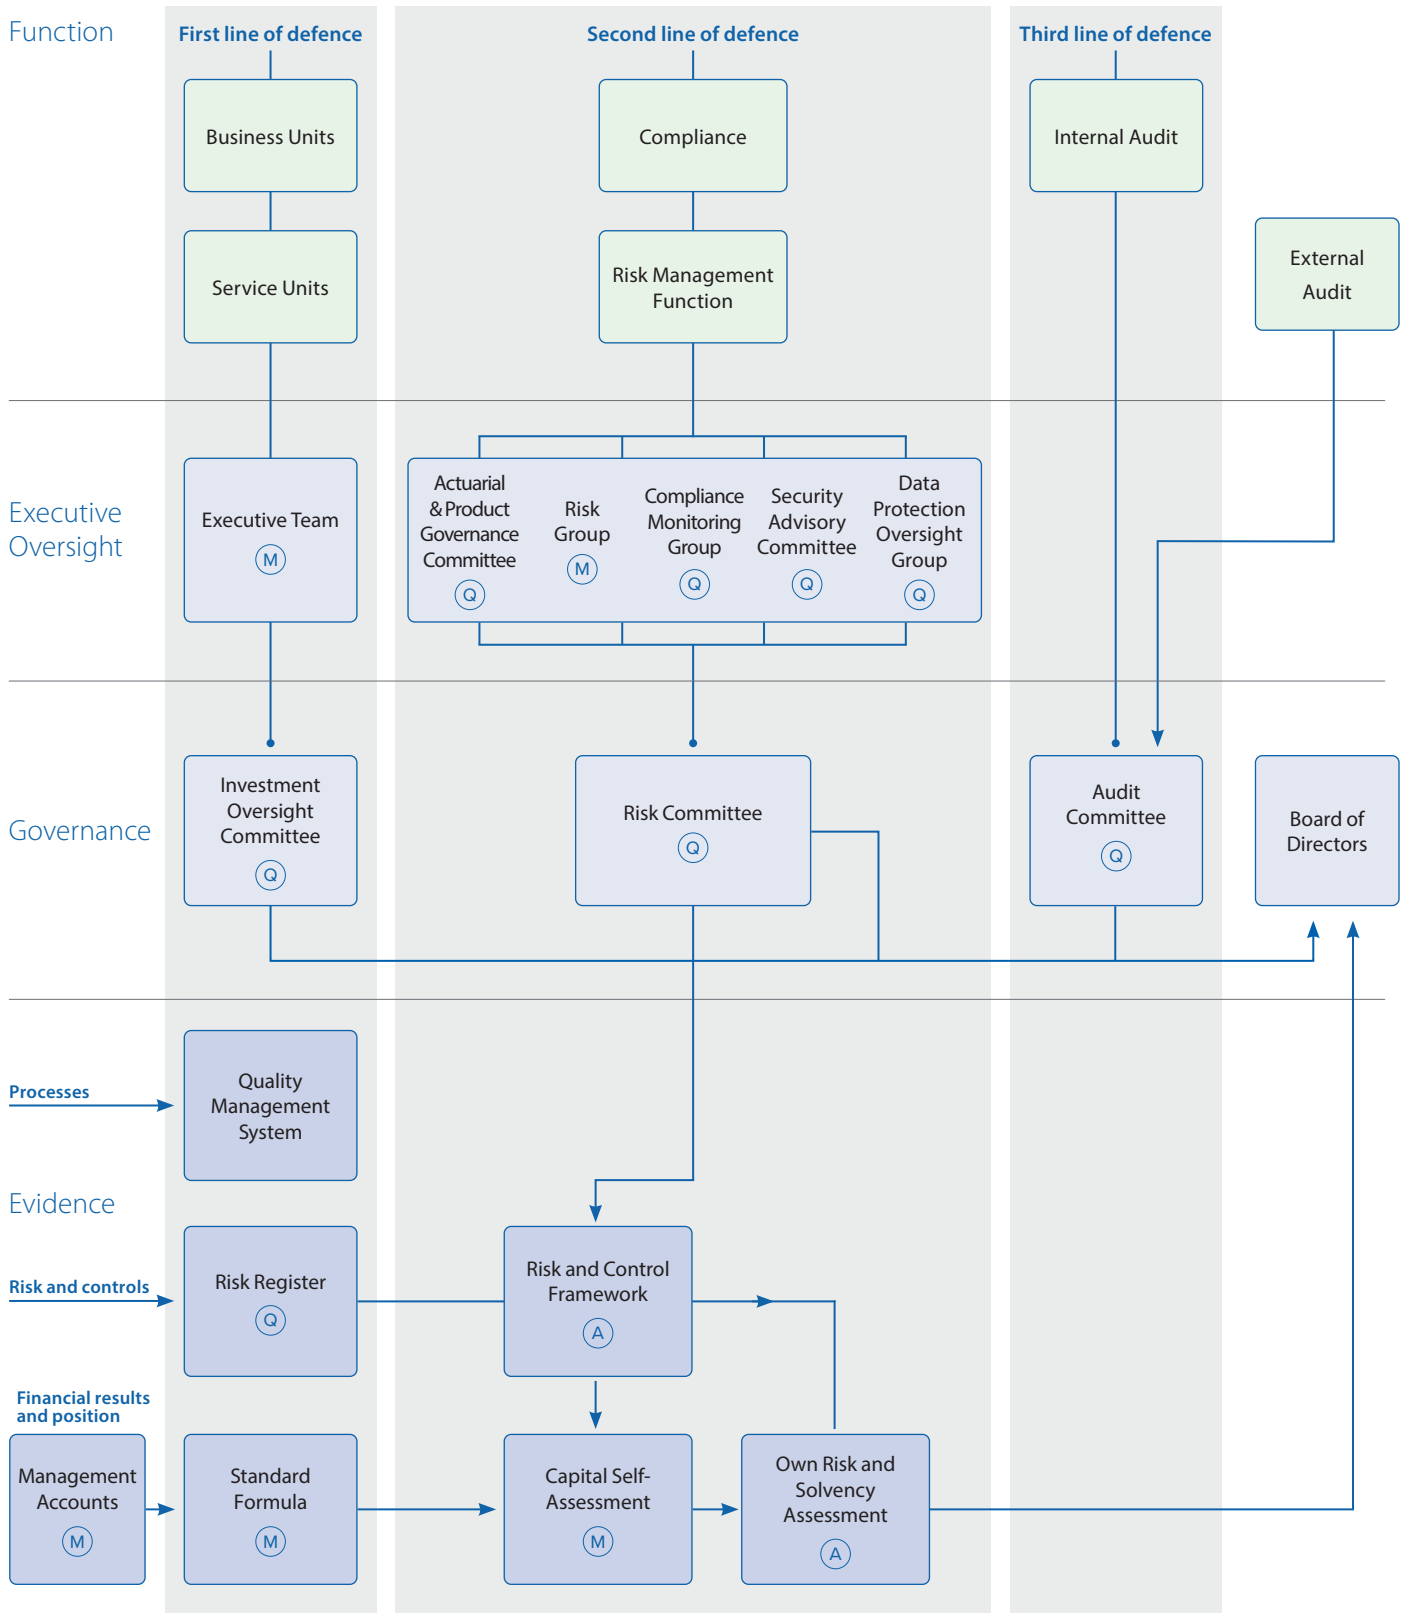 Function
First line of defence
Second line of defence
Third line of defence
Business Units
Compliance
Internal Audit
Service Units
Risk Management
Function
External
Audit
Executive
Oversight
Executive Team
M
Actuarial
& Product
Governance
Committee
Q
Risk
Group
M
Compliance
Monitoring
Group
Q
Security
Advisory
Committee
Q
Data
Protection
Oversight
Group
Q
Governance
Investment
Oversight
Committee
Q
Risk Committee
Q
Audit
Committee
Q
Board of
Directors
Processes
Quality
Management
System
Evidence
Risk and controls
Risk Register
Q
Risk and Control
Framework
A
Financial results
and position
Management
Accounts
M
Standard
Formula
M
Capital Self-
Assessment
M
Own Risk and
Solvency
Assessment
A